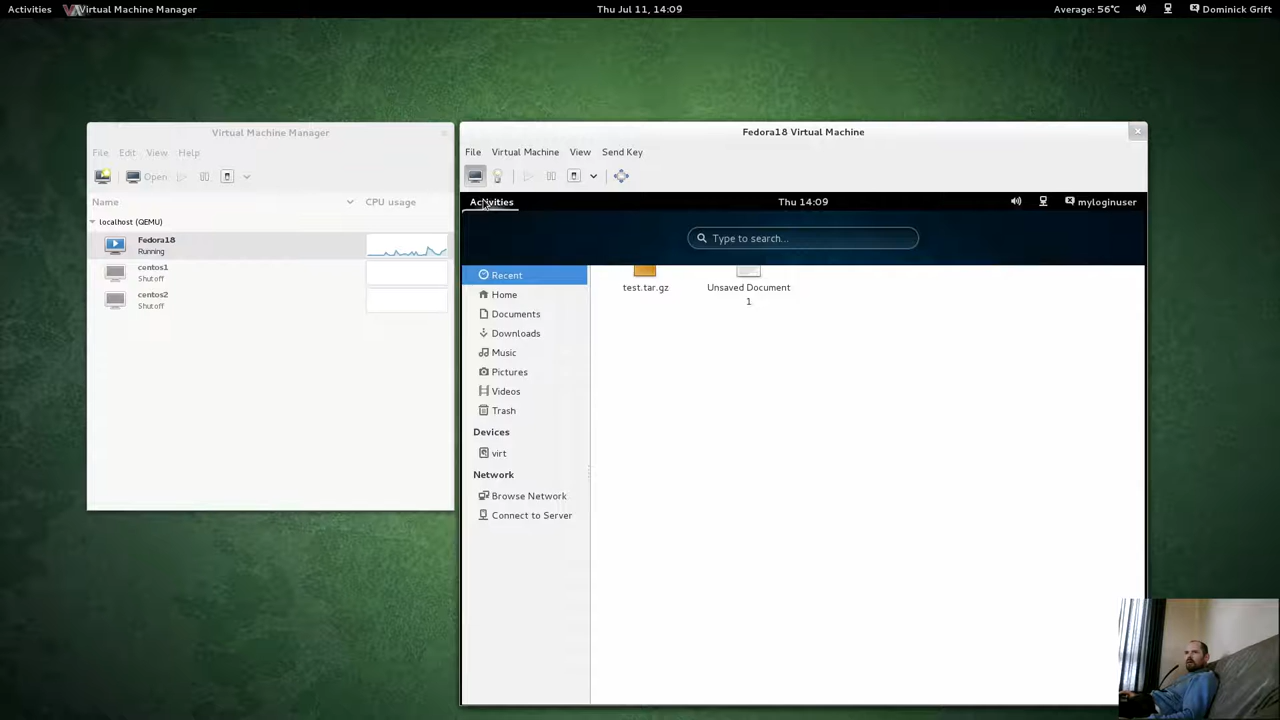 Activities
Virtual Machine Manager
Thu Jul 11, 14:09
Average: 56°C
Dominick Grift
Virtual Machine Manager
File Edit View Help
Open
Name
CPU usage
localhost (QEMU)
Fedora18
Running
centos1
Shutoff
centos2
Shutoff
Fedora18 Virtual Machine
File Virtual Machine View Send Key
Activities
Thu 14:09
myloginuser
Type to search...
Recent
Home
Documents
Downloads
Music
Pictures
Videos
Trash
Devices
virt
Network
Browse Network
Connect to Server
test.tar.gz
Unsaved Document
1